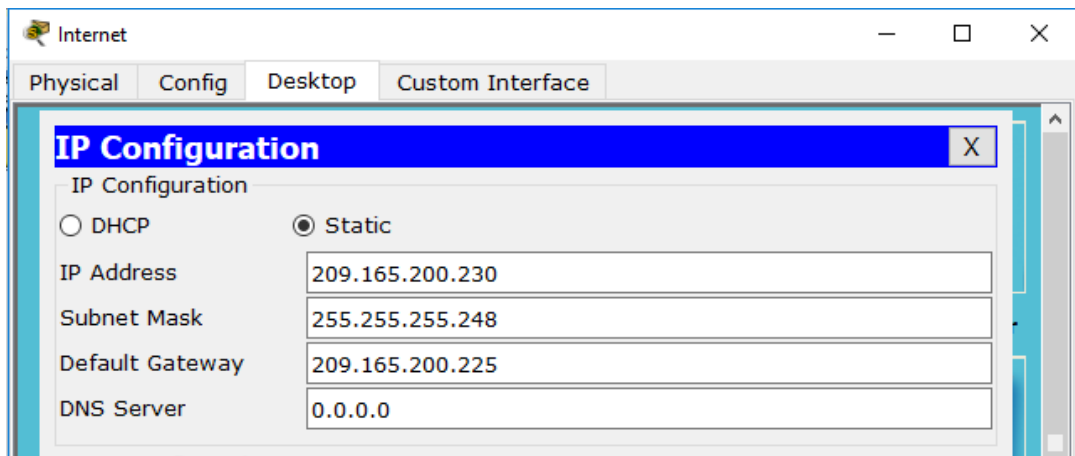 Internet
Physical Config Desktop Custom Interface
IP Configuration X
IP Configuration
DHCP Static
IP Address 209.165.200.230
Subnet Mask 255.255.255.248
Default Gateway 209.165.200.225
DNS Server 0.0.0.0